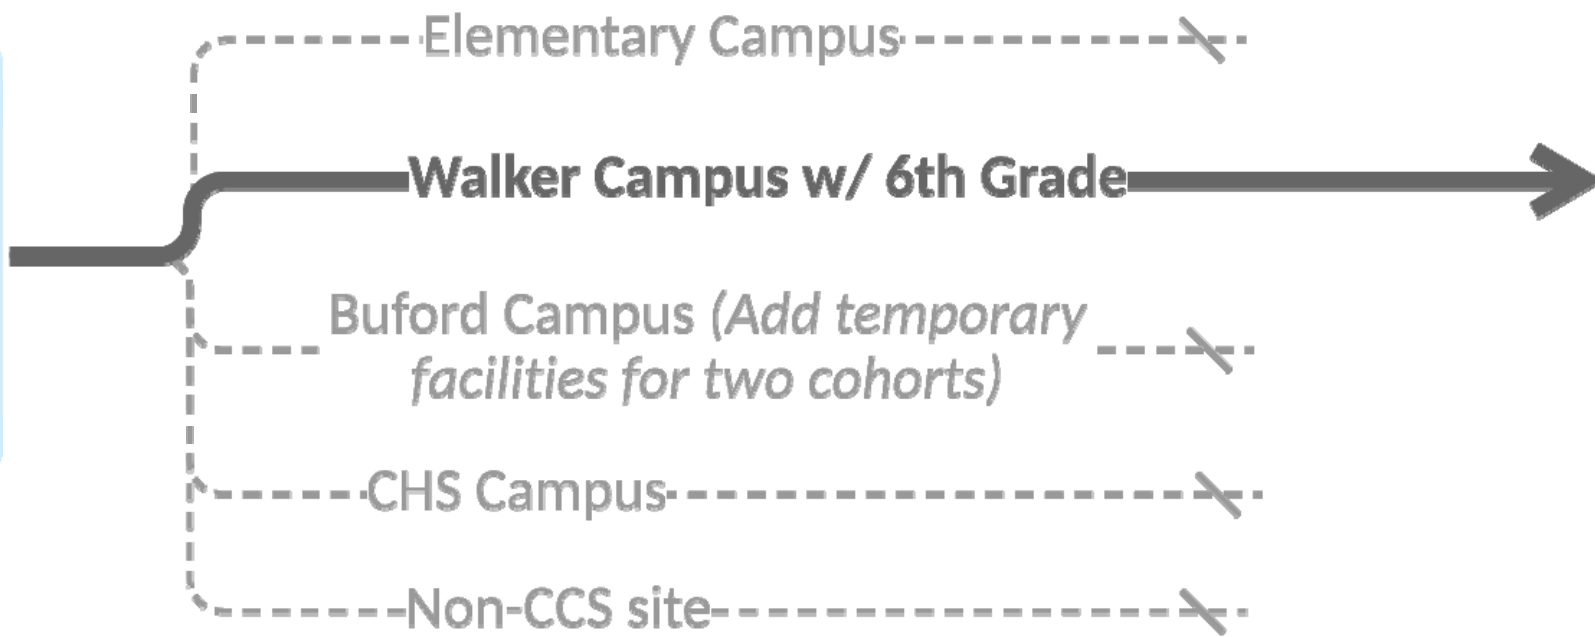 Elementary Campus
Walker Campus w/ 6th Grade
Buford Campus (Add temporary
facilities for two cohorts)
CHS Campus
Non-CCS site